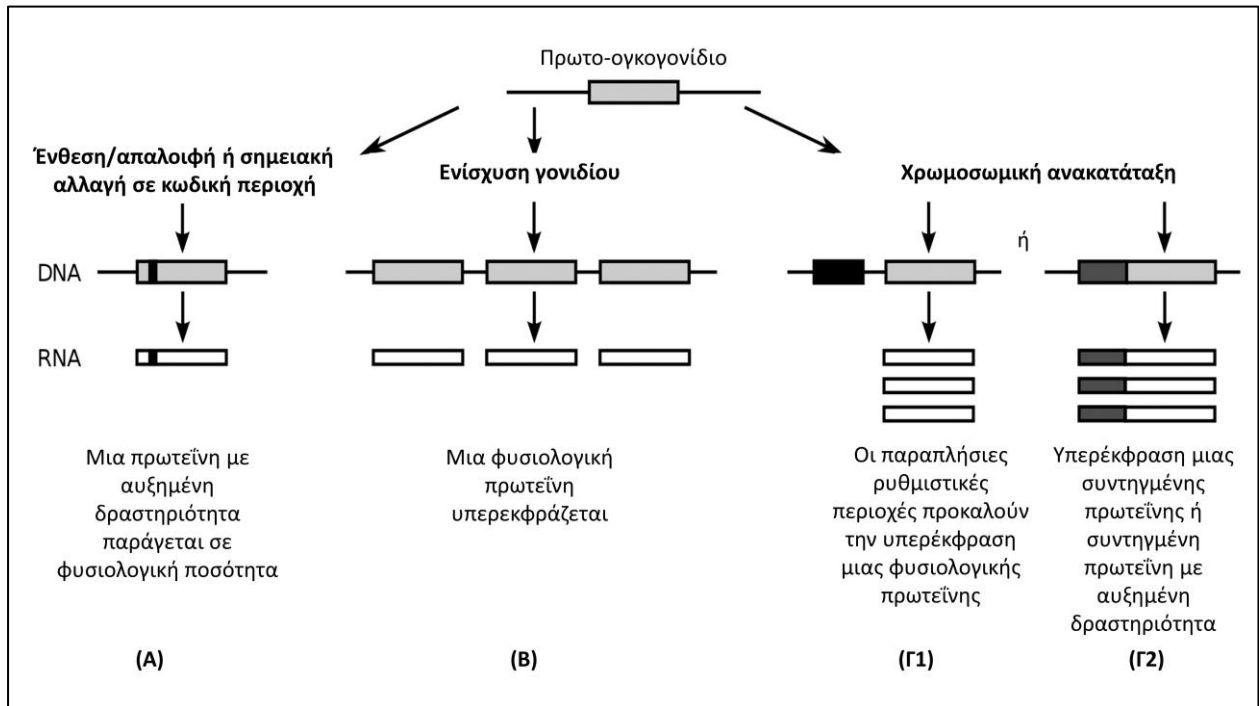 Πρωτο-ογκογονίδιο
Ένθεση/απαλοιφή ή σημειακή
αλλαγή σε κωδική περιοχή
Ενίσχυση γονιδίου
Χρωμοσωμική ανακατάταξη
ή
DNA
RNA
Μια πρωτεΐνη με
αυξημένη
δραστηριότητα
παράγεται σε
φυσιολογική ποσότητα
Μια φυσιολογική
πρωτεΐνη
υπερεκφράζεται
Οι παραπλήσιες
ρυθμιστικές
περιοχές προκαλούν
την υπερέκφραση
μιας φυσιολογικής
πρωτεΐνης
Υπερέκφραση μιας
συντηγμένης
πρωτεΐνης ή
συντηγμένη
πρωτεΐνη με
αυξημένη
δραστηριότητα
(Α)
(Β)
(Γ1)
(Γ2)